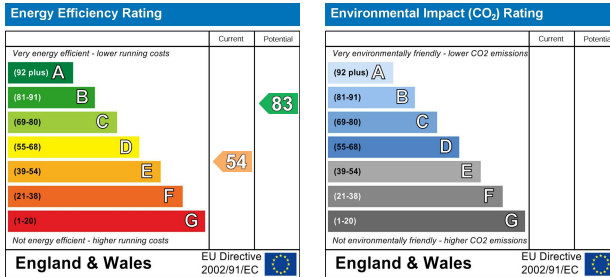 Energy Efficiency Rating
Current Potential
Very energy efficient - lower running costs
(92 plus) A
(81-91) B
83
(69-80) C
(55-68) D
54
(39-54) E
(21-38) F
(1-20) G
Not energy efficient - higher running costs
England & Wales
EU Directive
2002/91/EC
Environmental Impact (CO2) Rating
Current Potential
Very environmentally friendly - lower CO2 emissions
(92 plus) A
(81-91) B
(69-80) C
(55-68) D
(39-54) E
(21-38) F
(1-20) G
Not environmentally friendly - higher CO2 emissions
England & Wales
EU Directive
2002/91/EC